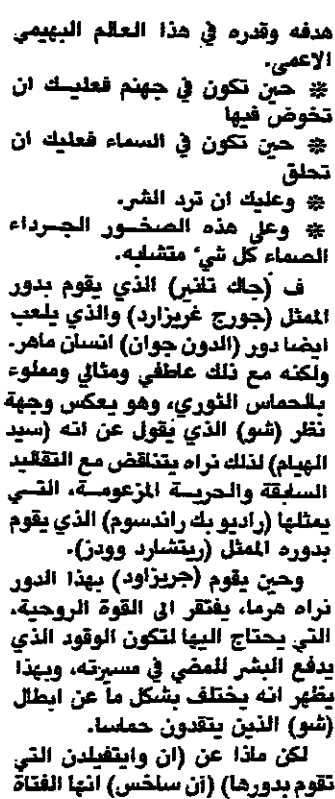 هدفه وقدره في هذا العالم البهيمي
الاعمى.
❊ حين تكون في جهنم فعليك ان
تخوض فيها
❊ حين تكون في السماء فعليك ان
تحلق
❊ وعليك ان ترد الشر.
❊ وعلى هذه الصخور الجرداء
الصماء كل شيء متشابه.
ف (جاك تانير) الذي يقوم بدور
الممثل (جورج غريزارد) والذي يلعب
ايضا دور (الدون جوان) انسان ماهر.
ولكنه مع ذلك عاطفي ومثالي ومملوء
بالحماس الثوري، وهو يعكس وجهة
نظر (شو) الذي يقول عن انه (سيد
الهيام) لذلك نراه يتناقض مع التقاليد
السابقة والحرية المزعومة، التي
يمثلها (راديو بك راندسوم) الذي يقوم
بدوره الممثل (ريتشارد وودز).
وحين يقوم (جريزاود) بهذا الدور
نراه هرما، يفتقر الى القوة الروحية،
التي يحتاج اليها لتكون الوقود الذي
يدفع البشر للمضي في مسيرته، وبهذا
يظهر انه يختلف بشكل ما عن ابطال
(شو) الذين يتقدون حماسا.
لكن ماذا عن (ان وايتفيلدن التي
تقوم بدورها) (آن ساخس) انها الفتاة